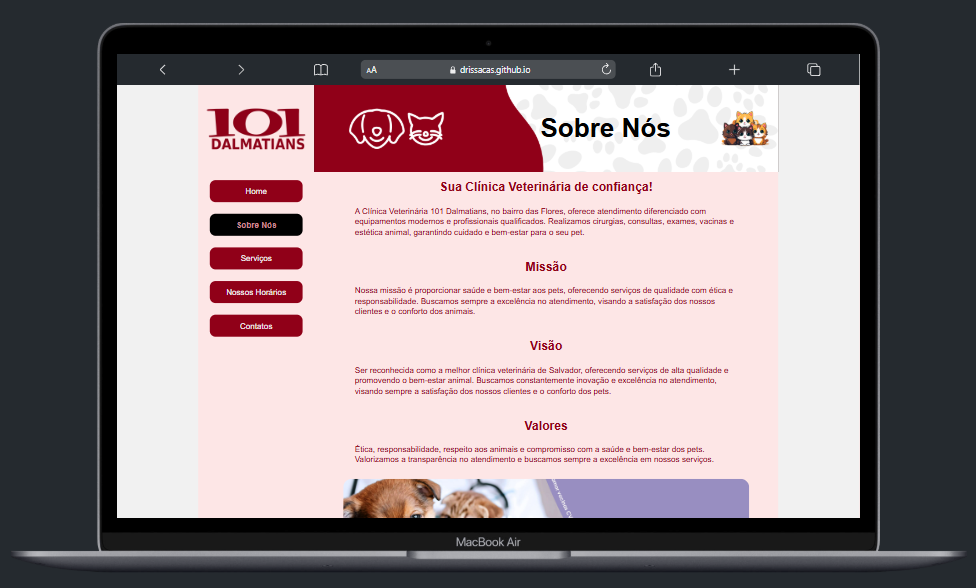 AA
drissacas.github.io
101
DALMATIANS
Sobre Nós
Home
Sobre Nós
Serviços
Nossos Horários
Contatos
Sua Clínica Veterinária de confiança!
A Clínica Veterinária 101 Dalmatians, no bairro das Flores, oferece atendimento diferenciado com
equipamentos modernos e profissionais qualificados. Realizamos cirurgias, consultas, exames, vacinas e
estética animal, garantindo cuidado e bem-estar para o seu pet.
Missão
Nossa missão é proporcionar saúde e bem-estar aos pets, oferecendo serviços de qualidade com ética e
responsabilidade. Buscamos sempre a excelência no atendimento, visando a satisfação dos nossos
clientes e o conforto dos animais.
Visão
Ser reconhecida como a melhor clínica veterinária de Salvador, oferecendo serviços de alta qualidade e
promovendo o bem-estar animal. Buscamos constantemente inovação e excelência no atendimento,
visando sempre a satisfação dos nossos clientes e o conforto dos pets.
Valores
Ética, responsabilidade, respeito aos animais e compromisso com a saúde e bem-estar dos pets.
Valorizamos a transparência no atendimento e buscamos sempre a excelência em nossos serviços.
MacBook Air